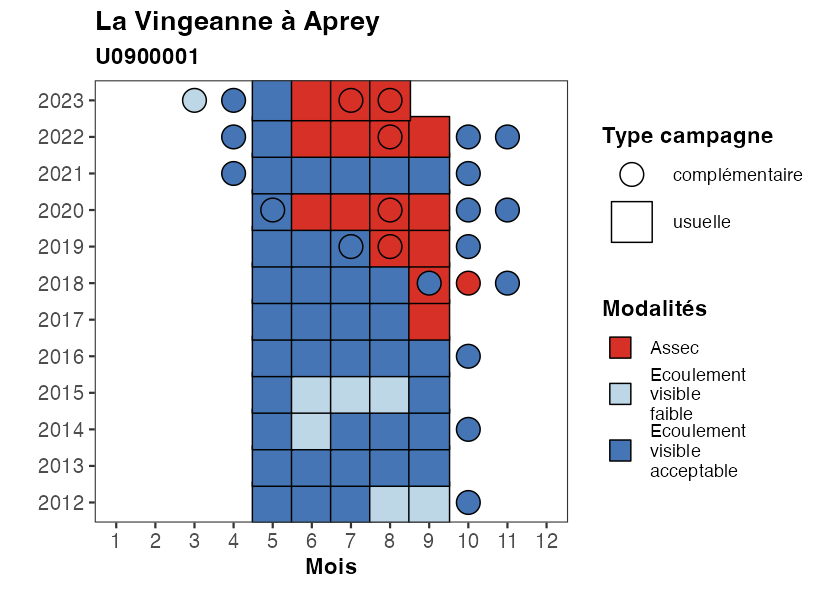 La Vingeanne à Aprey
U0900001
2023
2022
2021
2020
2019
2018
2017
2016
2015
2014
2013
2012
1 2 3 4 5 6 7 8 9 10 11 12
Mois
Type campagne
complémentaire
usuelle
Modalités
Assec
Ecoulement
visible
faible
Ecoulement
visible
acceptable